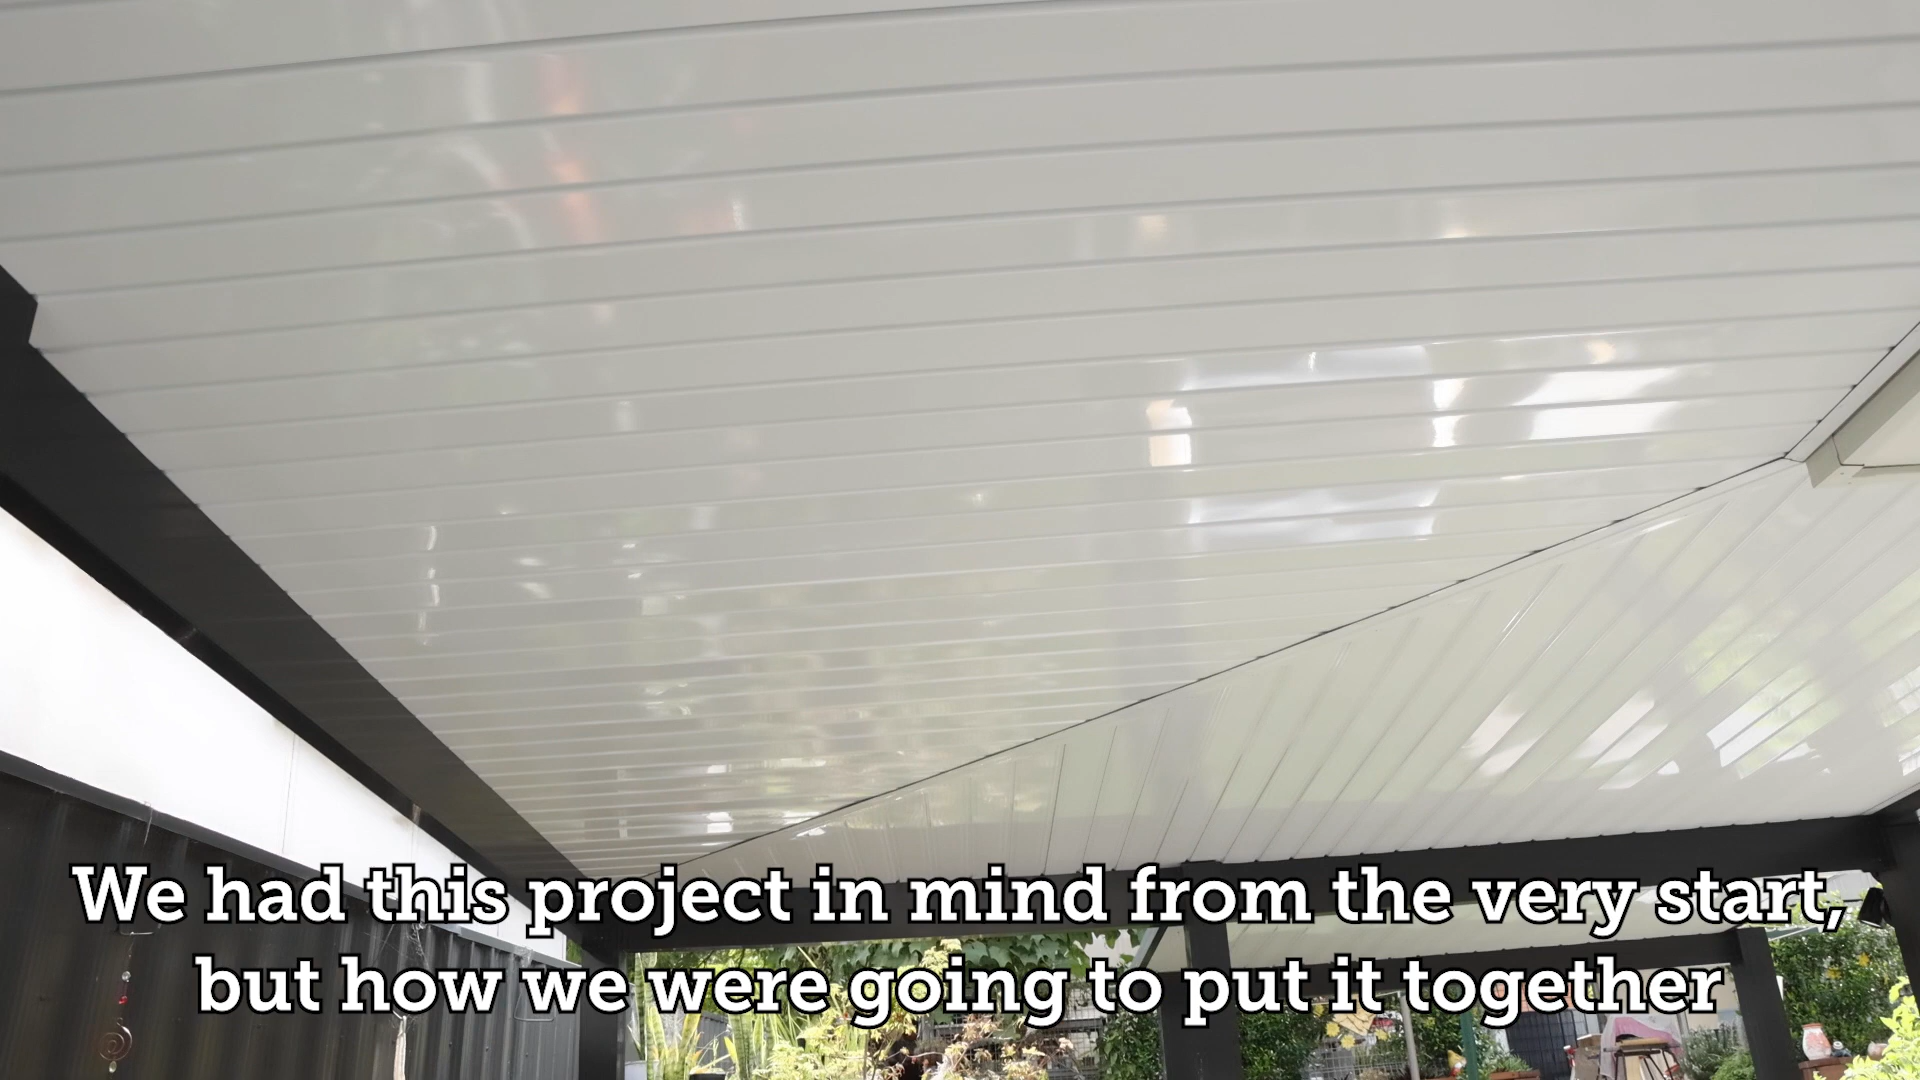 We had this project in mind from the very start,
but how we were going to put it together